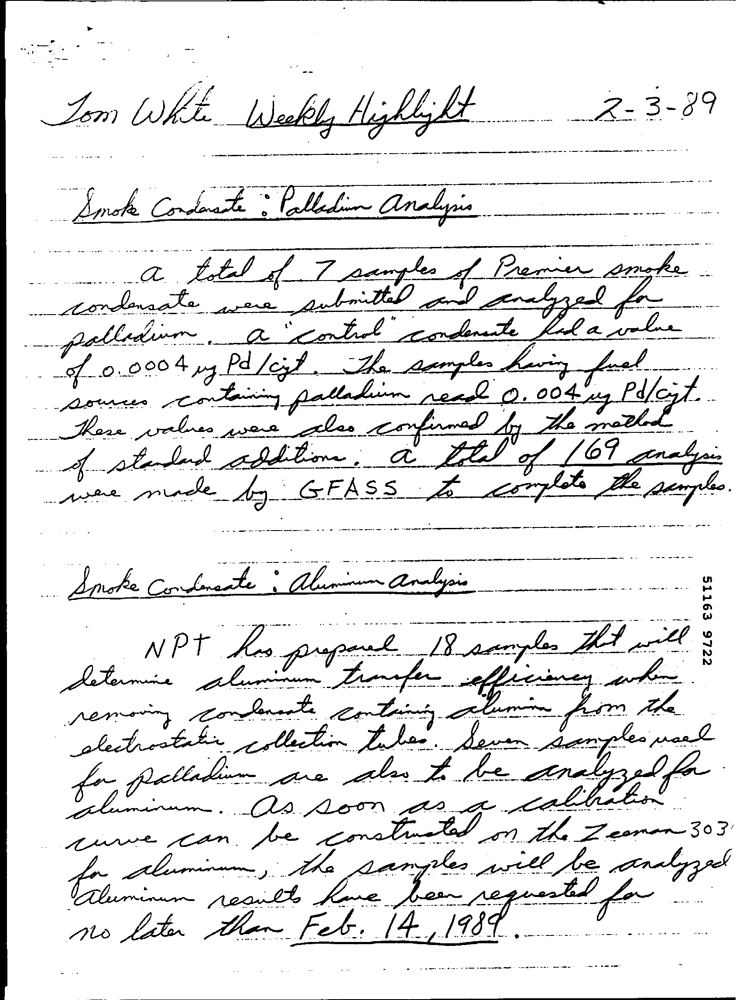 Tom White Weekly Highlight 2-3-89
Smoke Condensate : Palladium Analysis
A total of 7 samples of Premier smoke
condensate were submitted and analyzed for
palladium. A "control" condensate had a value
of 0.0004 ug Pd/cigt. The samples having fuel
sources containing palladium read 0.004 ug Pd/cigt.
These values were also confirmed by the method
of standard additions. A total of 169 analysis
were made by GFASS to complete the samples.
Smoke Condensate : Aluminum Analysis
NPT has prepared 18 samples that will
determine aluminum transfer efficiency when
removing condensate containing alumina from the
electrostatic collection tubes. Seven samples used
for palladium are also to be analyzed for
aluminum. As soon as a calibration
curve can be constructed on the Zeeman 303
for aluminum, the samples will be analyzed
Aluminum results have been requested for
no later than Feb. 14, 1989.
51163 9722